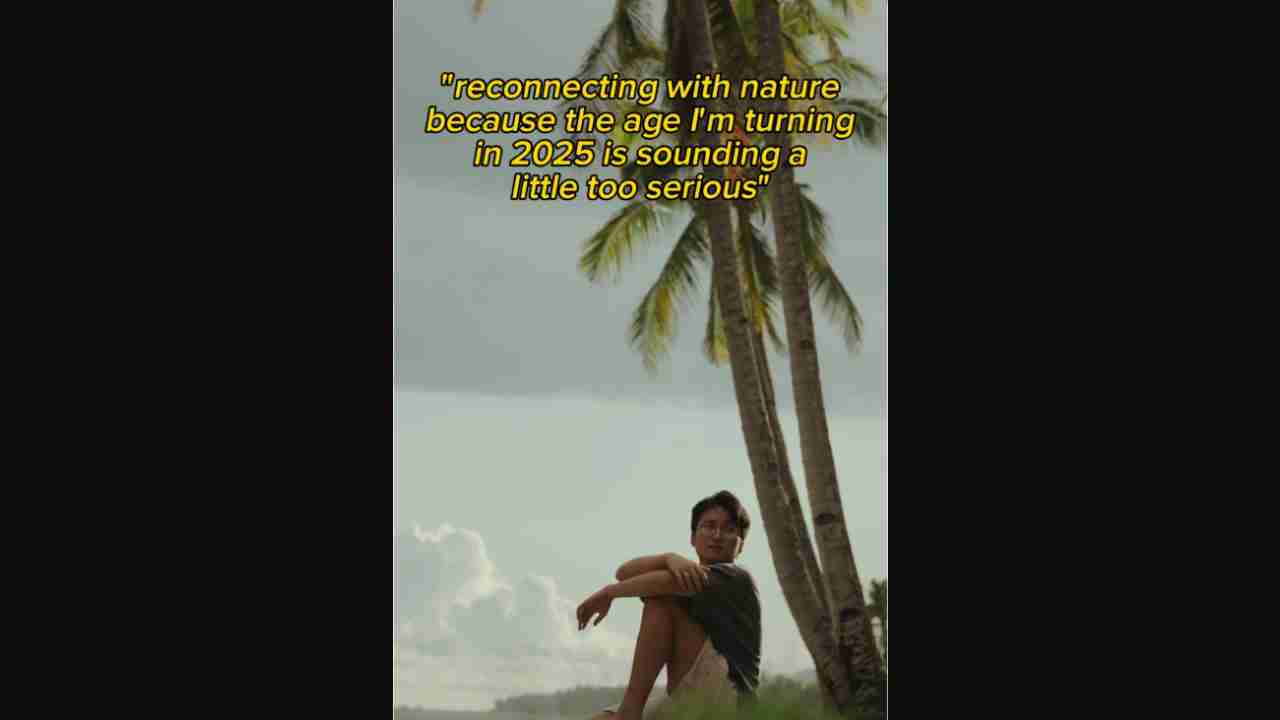 "reconnecting with nature
because the age I'm turning
in 2025 is sounding a
little too serious"